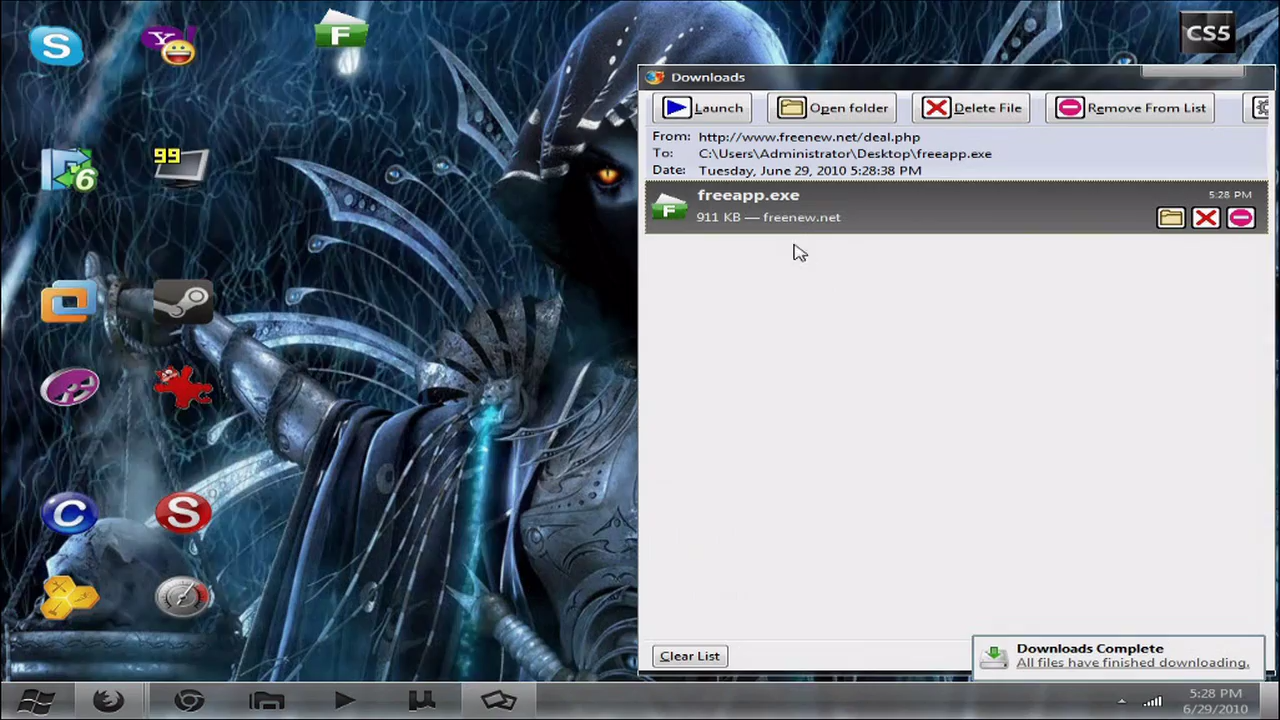 S
Y!
F
CS5
Downloads
Launch
Open folder
Delete File
Remove From List
From: http://www.freenew.net/deal.php
To: C:\Users\Administrator\Desktop\freeapp.exe
Date: Tuesday, June 29, 2010 5:28:38 PM
F
freeapp.exe
5:28 PM
911 KB — freenew.net
6
99
C
S
Clear List
Downloads Complete
All files have finished downloading.
5:28 PM
6/29/2010